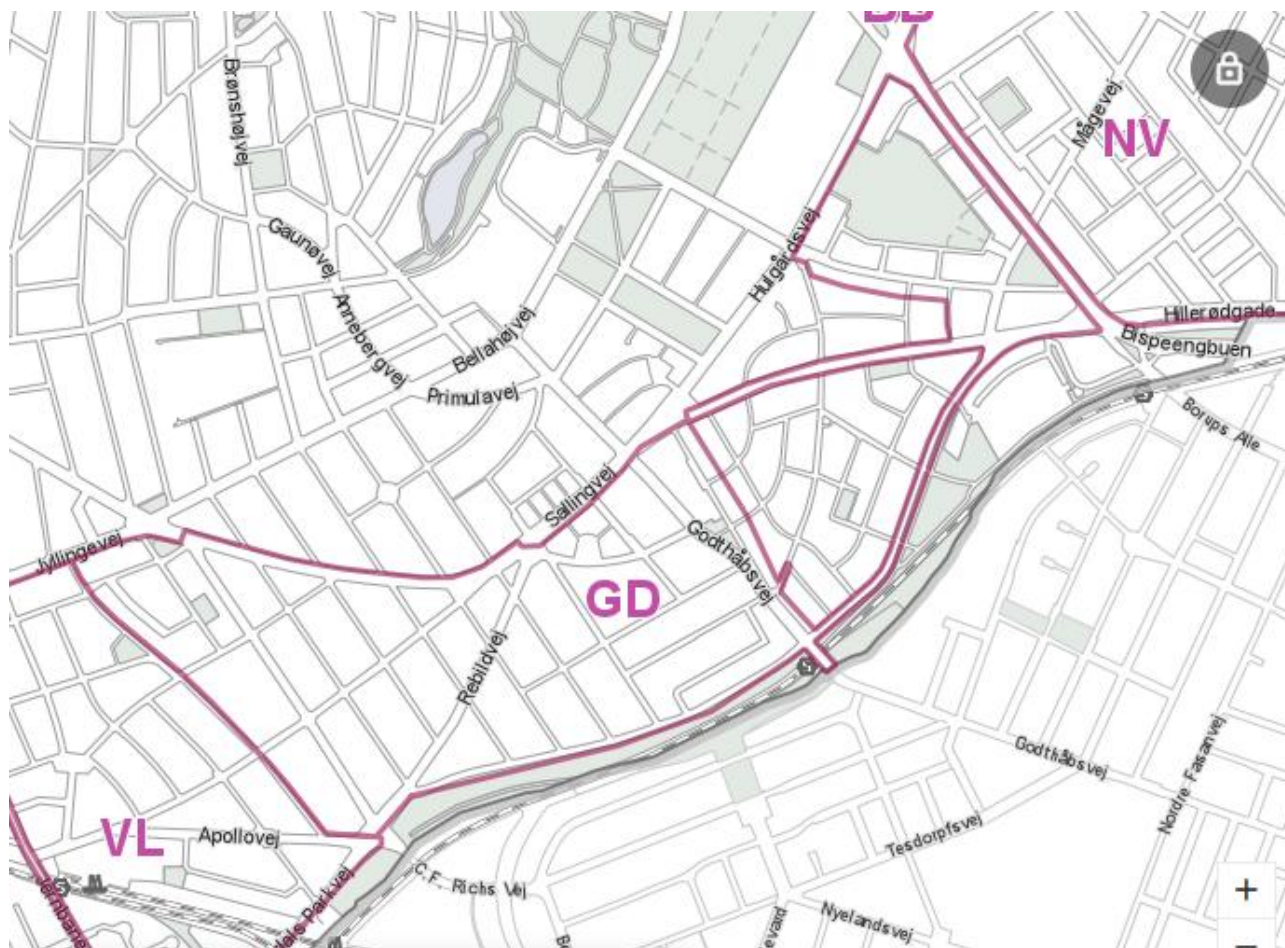 Brønshøjvej
Mågevej
NV
Hulgårdsvej
Gaunøvej
Annebergvej
Bellahøjvej
Primulavej
Hillerødgade
Bispeengbuen
Borups Alle
Sallingvej
Jyllingevej
Godthåbsvej
GD
Rebildvej
Godthåbsvej
Nordre Fasanvej
VL
Apollovej
Tesdorpfsvej
C.F. Richs Vej
Nyelandsvej
S
S
S
M
+